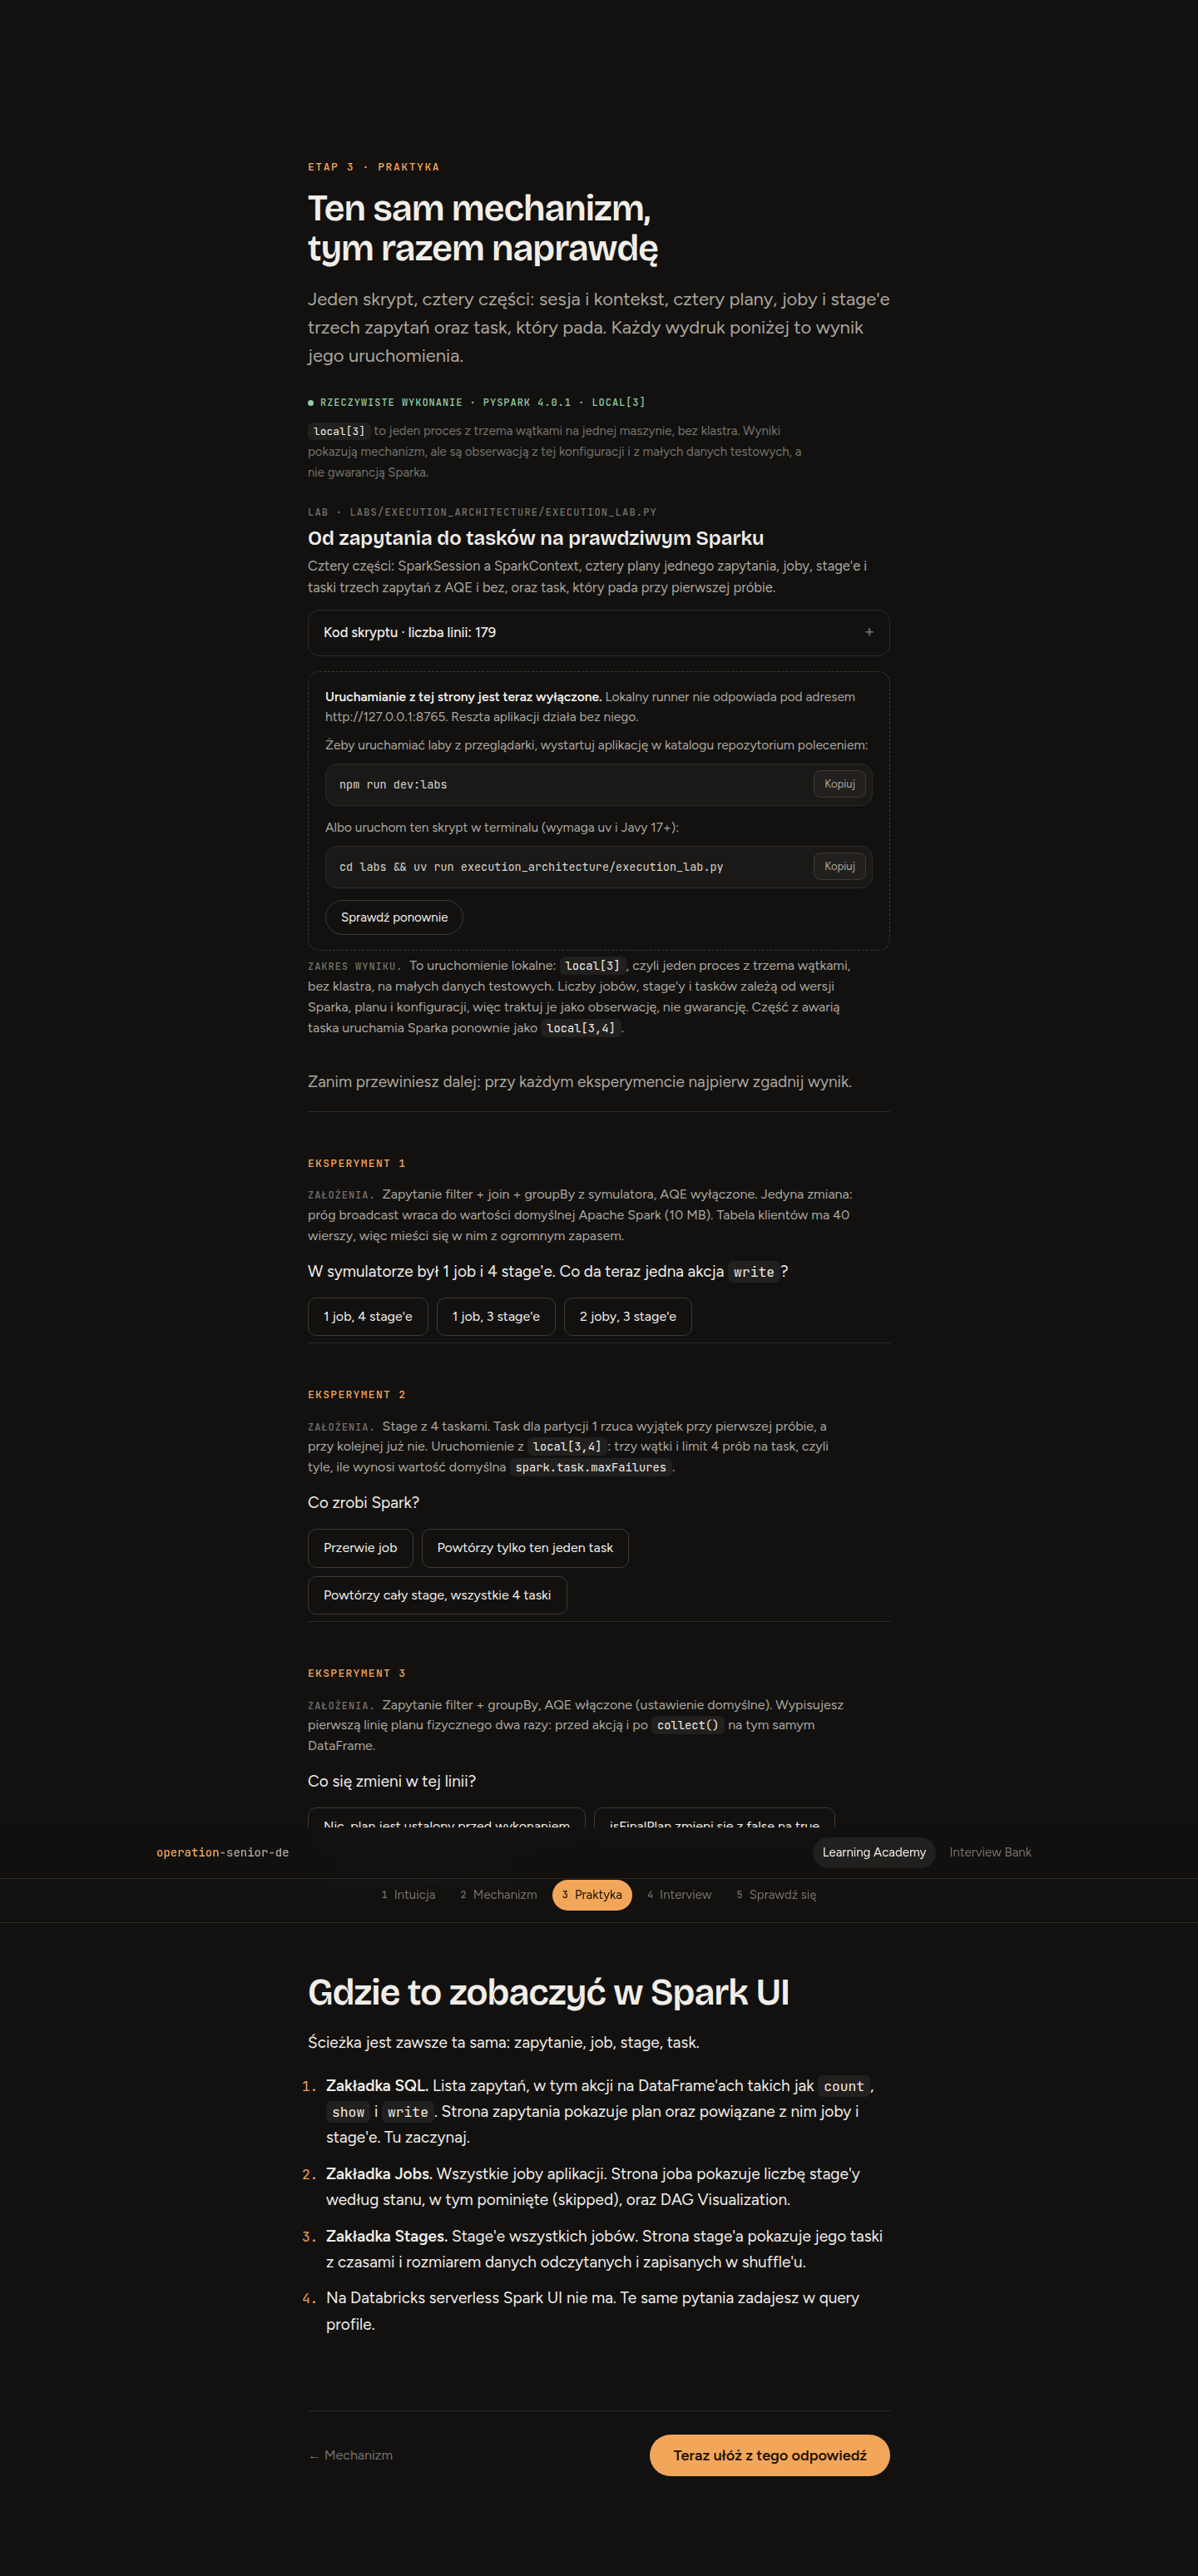 ETAP 3 · PRAKTYKA
Ten sam mechanizm,
tym razem naprawdę
Jeden skrypt, cztery części: sesja i kontekst, cztery plany, joby i stage'e
trzech zapytań oraz task, który pada. Każdy wydruk poniżej to wynik
jego uruchomienia.
RZECZYWISTE WYKONANIE · PYSPARK 4.0.1 · LOCAL[3]
local[3] to jeden proces z trzema wątkami na jednej maszynie, bez klastra. Wyniki
pokazują mechanizm, ale są obserwacją z tej konfiguracji i z małych danych testowych, a
nie gwarancją Sparka.
LAB · LABS/EXECUTION_ARCHITECTURE/EXECUTION_LAB.PY
Od zapytania do tasków na prawdziwym Sparku
Cztery części: SparkSession a SparkContext, cztery plany jednego zapytania, joby, stage'e i
taski trzech zapytań z AQE i bez, oraz task, który pada przy pierwszej próbie.
Kod skryptu · liczba linii: 179 +
Uruchamianie z tej strony jest teraz wyłączone. Lokalny runner nie odpowiada pod adresem
http://127.0.0.1:8765. Reszta aplikacji działa bez niego.
Żeby uruchamiać laby z przeglądarki, wystartuj aplikację w katalogu repozytorium poleceniem:
npm run dev:labs Kopiuj
Albo uruchom ten skrypt w terminalu (wymaga uv i Javy 17+):
cd labs && uv run execution_architecture/execution_lab.py Kopiuj
Sprawdź ponownie
ZAKRES WYNIKU. To uruchomienie lokalne: local[3], czyli jeden proces z trzema wątkami,
bez klastra, na małych danych testowych. Liczby jobów, stage'y i tasków zależą od wersji
Sparka, planu i konfiguracji, więc traktuj je jako obserwację, nie gwarancję. Część z awarią
taska uruchamia Sparka ponownie jako local[3,4].
Zanim przewiniesz dalej: przy każdym eksperymencie najpierw zgadnij wynik.
EKSPERYMENT 1
ZAŁOŻENIA. Zapytanie filter + join + groupBy z symulatora, AQE wyłączone. Jedyna zmiana:
próg broadcast wraca do wartości domyślnej Apache Spark (10 MB). Tabela klientów ma 40
wierszy, więc mieści się w nim z ogromnym zapasem.
W symulatorze był 1 job i 4 stage'e. Co da teraz jedna akcja write?
1 job, 4 stage'e 1 job, 3 stage'e 2 joby, 3 stage'e
EKSPERYMENT 2
ZAŁOŻENIA. Stage z 4 taskami. Task dla partycji 1 rzuca wyjątek przy pierwszej próbie, a
przy kolejnej już nie. Uruchomienie z local[3,4]: trzy wątki i limit 4 prób na task, czyli
tyle, ile wynosi wartość domyślna spark.task.maxFailures.
Co zrobi Spark?
Przerwie job Powtórzy tylko ten jeden task
Powtórzy cały stage, wszystkie 4 taski
EKSPERYMENT 3
ZAŁOŻENIA. Zapytanie filter + groupBy, AQE włączone (ustawienie domyślne). Wypisujesz
pierwszą linię planu fizycznego dwa razy: przed akcją i po collect() na tym samym
DataFrame.
Co się zmieni w tej linii?
Nic, plan jest ustalony przed wykonaniem isFinalPlan zmieni się z false na true
operation-senior-de Learning Academy Interview Bank
1 Intuicja 2 Mechanizm 3 Praktyka 4 Interview 5 Sprawdź się
Gdzie to zobaczyć w Spark UI
Ścieżka jest zawsze ta sama: zapytanie, job, stage, task.
1. Zakładka SQL. Lista zapytań, w tym akcji na DataFrame'ach takich jak count,
show i write. Strona zapytania pokazuje plan oraz powiązane z nim joby i
stage'e. Tu zaczynaj.
2. Zakładka Jobs. Wszystkie joby aplikacji. Strona joba pokazuje liczbę stage'y
według stanu, w tym pominięte (skipped), oraz DAG Visualization.
3. Zakładka Stages. Stage'e wszystkich jobów. Strona stage'a pokazuje jego taski
z czasami i rozmiarem danych odczytanych i zapisanych w shuffle'u.
4. Na Databricks serverless Spark UI nie ma. Te same pytania zadajesz w query
profile.
← Mechanizm Teraz ułóż z tego odpowiedź